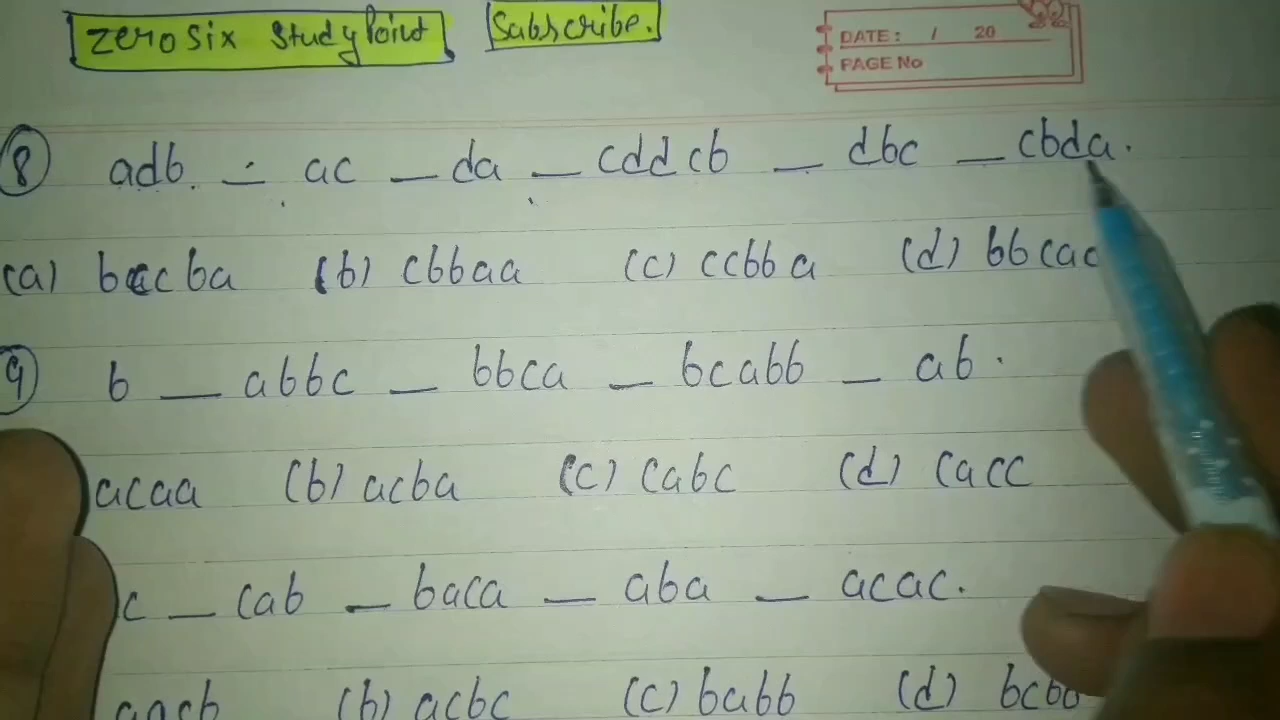 zero six Study Point Subscribe.
DATE : / 20
PAGE No
8 adb _ ac _ da _ cddcb _ dbc _ cbda.
(a) bccba (b) cbbaa (c) ccbba (d) bbcac
9 b _ abbc _ bbca _ bcabb _ ab.
acaa (b) acba (c) cabc (d) cacc
c _ cab _ baca _ aba _ acac.
aacb (b) acbc (c) babb (d)